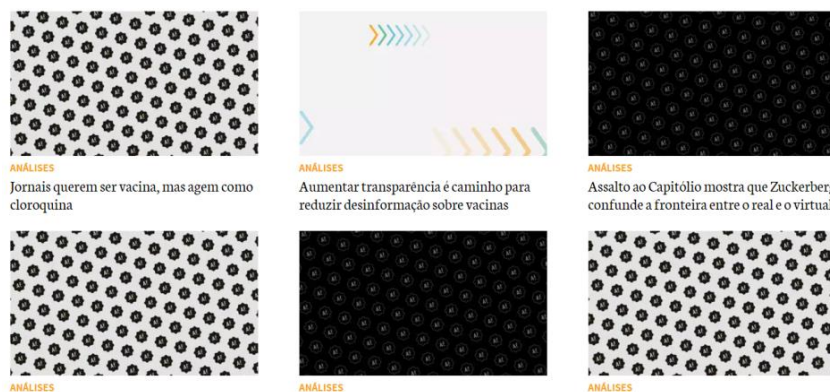 ANÁLISES
Jornais querem ser vacina, mas agem como
cloroquina
ANÁLISES
Aumentar transparência é caminho para
reduzir desinformação sobre vacinas
ANÁLISES
Assalto ao Capitólio mostra que Zuckerberg
confunde a fronteira entre o real e o virtual
ANÁLISES
ANÁLISES
ANÁLISES